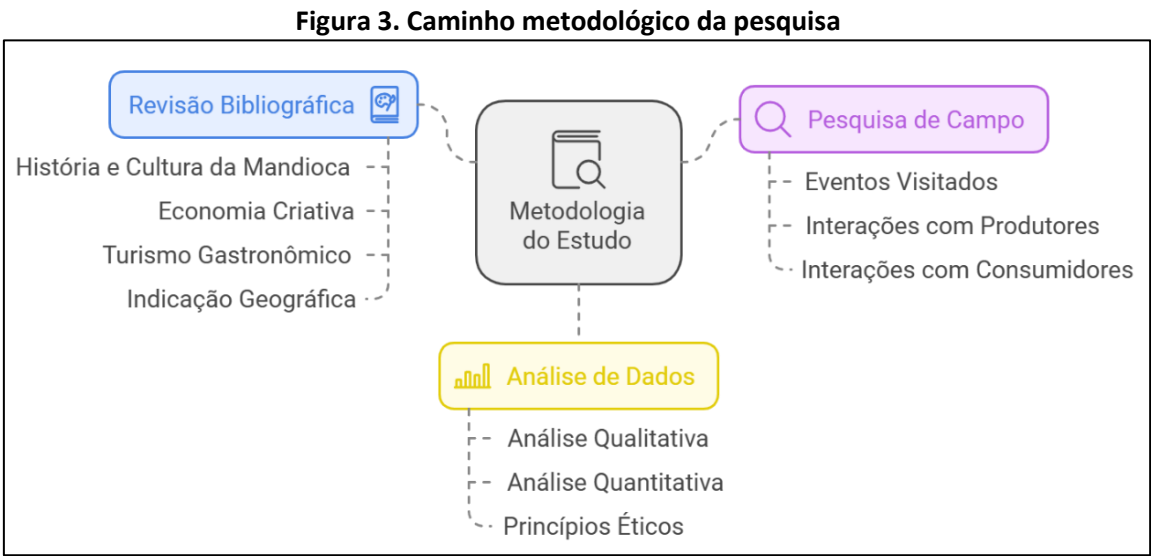 Figura 3. Caminho metodológico da pesquisa
Revisão Bibliográfica
História e Cultura da Mandioca
Economia Criativa
Turismo Gastronômico
Indicação Geográfica
Metodologia
do Estudo
Pesquisa de Campo
Eventos Visitados
Interações com Produtores
Interações com Consumidores
Análise de Dados
Análise Qualitativa
Análise Quantitativa
Princípios Éticos